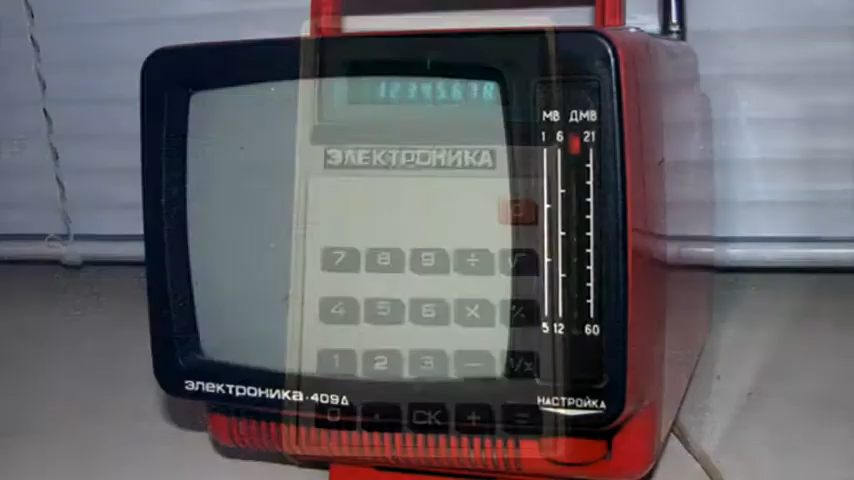 15342678
МВ ДМВ
1 6 21
ЭЛЕКТРОНИКА
7 8 9 ÷ √
4 5 6 X %
5 12 60
1 2 3 — 1/x
электроника·409Д
НАСТРОЙКА
0 · СК + =